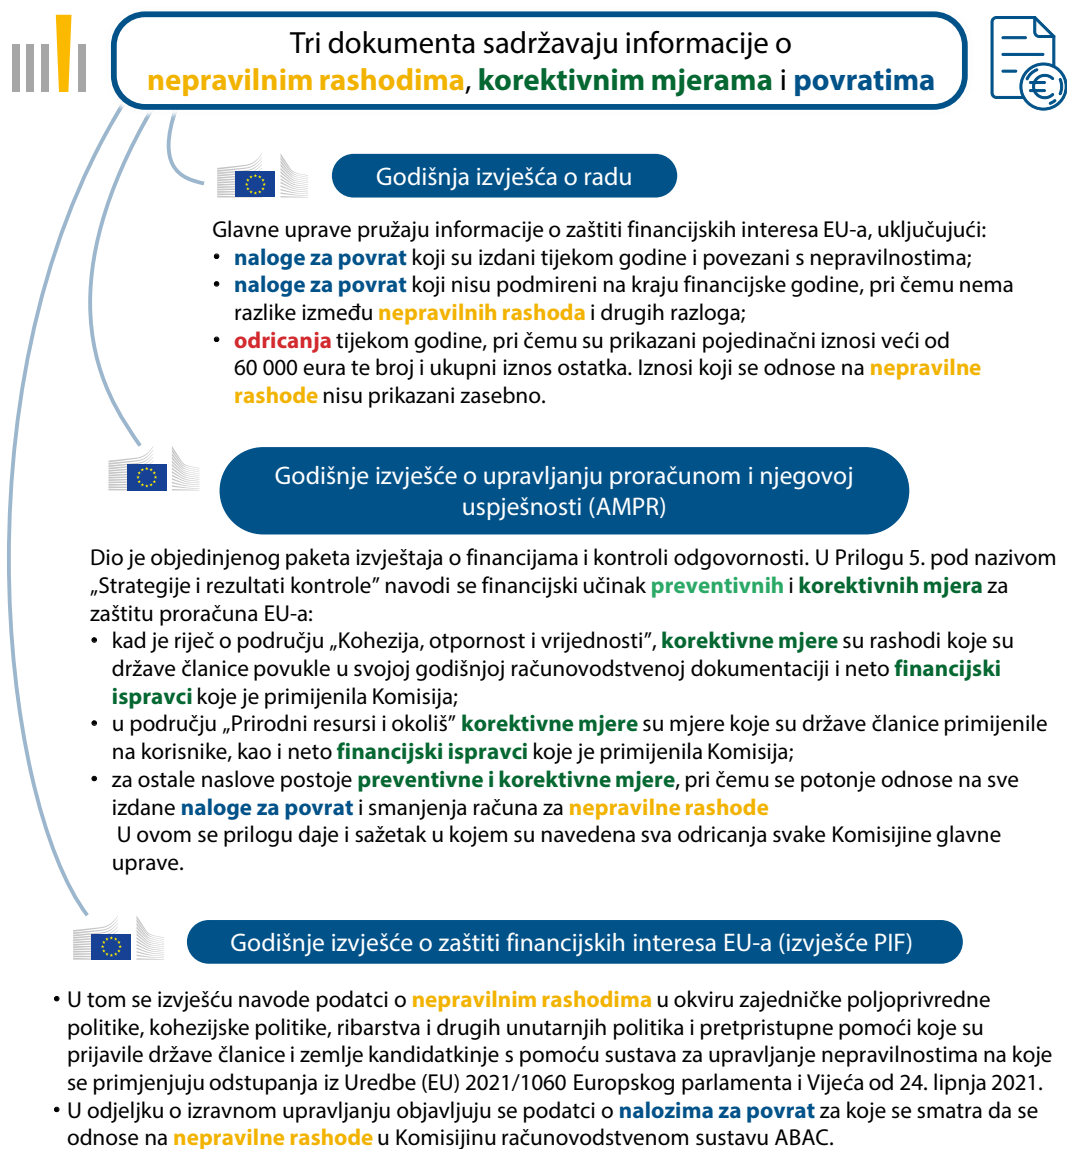 Tri dokumenta sadržavaju informacije o
nepravilnim rashodima, korektivnim mjerama i povratima
Godišnja izvješća o radu
Glavne uprave pružaju informacije o zaštiti financijskih interesa EU-a, uključujući:
• naloge za povrat koji su izdani tijekom godine i povezani s nepravilnostima;
• naloge za povrat koji nisu podmireni na kraju financijske godine, pri čemu nema
razlike između nepravilnih rashoda i drugih razloga;
• odricanja tijekom godine, pri čemu su prikazani pojedinačni iznosi veći od
60 000 eura te broj i ukupni iznos ostatka. Iznosi koji se odnose na nepravilne
rashode nisu prikazani zasebno.
Godišnje izvješće o upravljanju proračunom i njegovoj
uspješnosti (AMPR)
Dio je objedinjenog paketa izvještaja o financijama i kontroli odgovornosti. U Prilogu 5. pod nazivom
„Strategije i rezultati kontrole” navodi se financijski učinak preventivnih i korektivnih mjera za
zaštitu proračuna EU-a:
• kad je riječ o području „Kohezija, otpornost i vrijednosti”, korektivne mjere su rashodi koje su
države članice povukle u svojoj godišnjoj računovodstvenoj dokumentaciji i neto financijski
ispravci koje je primijenila Komisija;
• u području „Prirodni resursi i okoliš” korektivne mjere su mjere koje su države članice primijenile
na korisnike, kao i neto financijski ispravci koje je primijenila Komisija;
• za ostale naslove postoje preventivne i korektivne mjere, pri čemu se potonje odnose na sve
izdane naloge za povrat i smanjenja računa za nepravilne rashode
U ovom se prilogu daje i sažetak u kojem su navedena sva odricanja svake Komisijine glavne
uprave.
Godišnje izvješće o zaštiti financijskih interesa EU-a (izvješće PIF)
• U tom se izvješću navode podatci o nepravilnim rashodima u okviru zajedničke poljoprivredne
politike, kohezijske politike, ribarstva i drugih unutarnjih politika i pretpristupne pomoći koje su
prijavile države članice i zemlje kandidatkinje s pomoću sustava za upravljanje nepravilnostima na koje
se primjenjuju odstupanja iz Uredbe (EU) 2021/1060 Europskog parlamenta i Vijeća od 24. lipnja 2021.
• U odjeljku o izravnom upravljanju objavljuju se podatci o nalozima za povrat za koje se smatra da se
odnose na nepravilne rashode u Komisijinu računovodstvenom sustavu ABAC.